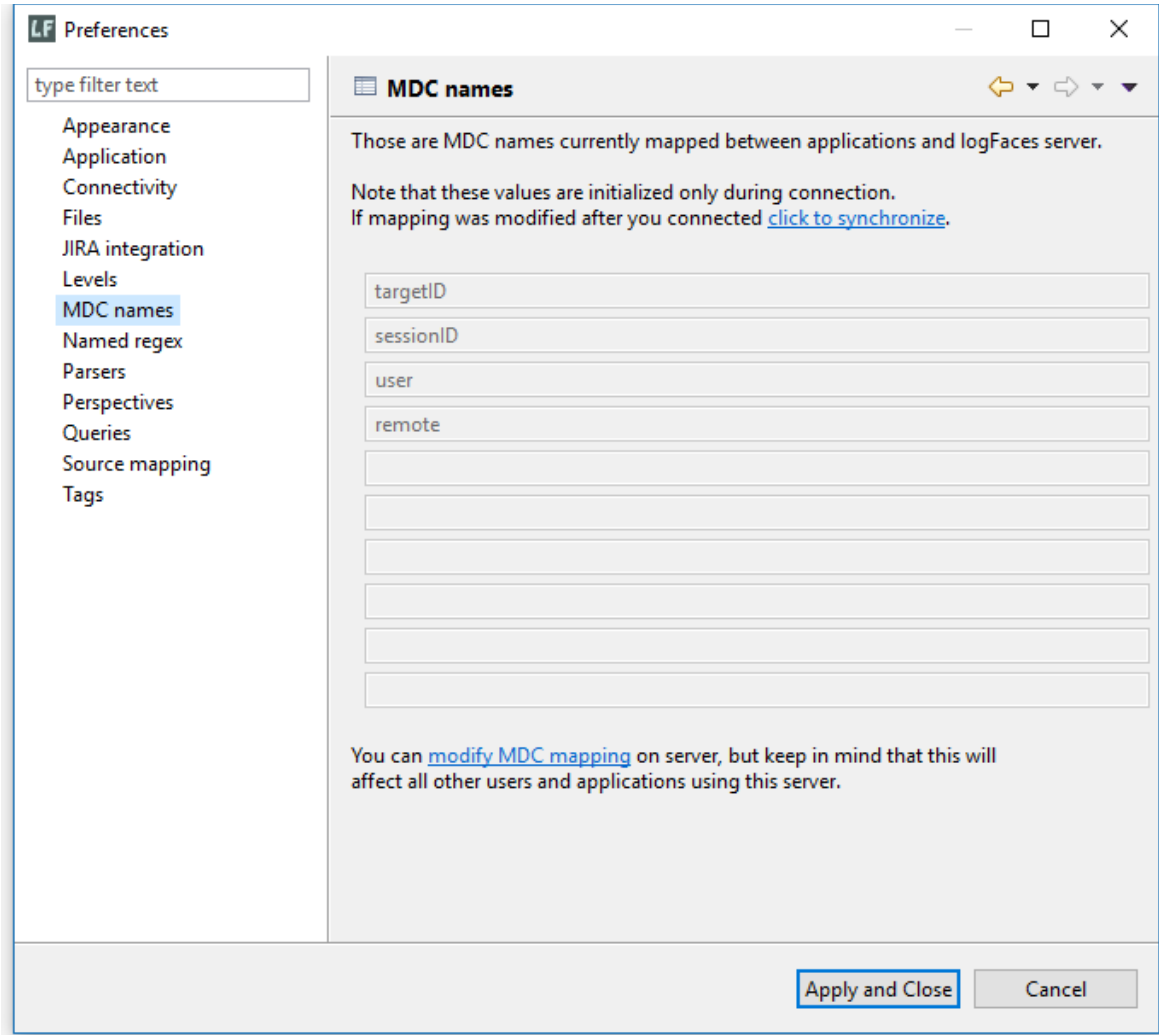 LF Preferences
type filter text
Appearance
Application
Connectivity
Files
JIRA integration
Levels
MDC names
Named regex
Parsers
Perspectives
Queries
Source mapping
Tags
MDC names
Those are MDC names currently mapped between applications and logFaces server.
Note that these values are initialized only during connection.
If mapping was modified after you connected click to synchronize.
targetID
sessionID
user
remote
You can modify MDC mapping on server, but keep in mind that this will
affect all other users and applications using this server.
Apply and Close
Cancel